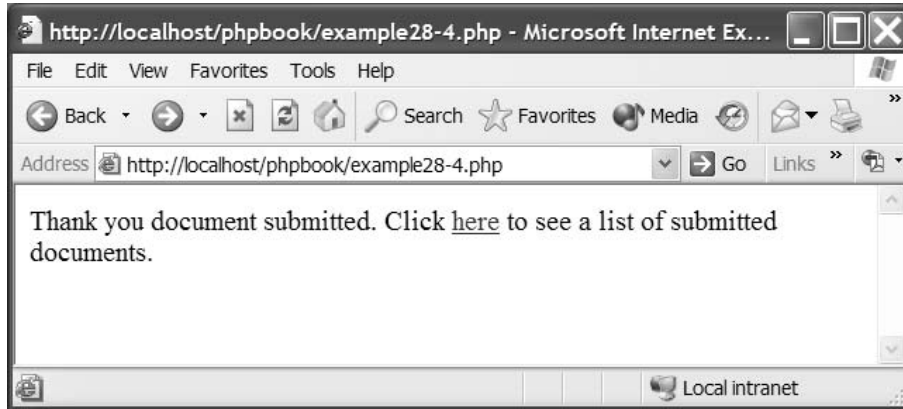 http://localhost/phpbook/example28-4.php - Microsoft Internet Ex...
File Edit View Favorites Tools Help
Back Search Favorites Media »
Address http://localhost/phpbook/example28-4.php Go Links »
Thank you document submitted. Click here to see a list of submitted
documents.
Local intranet